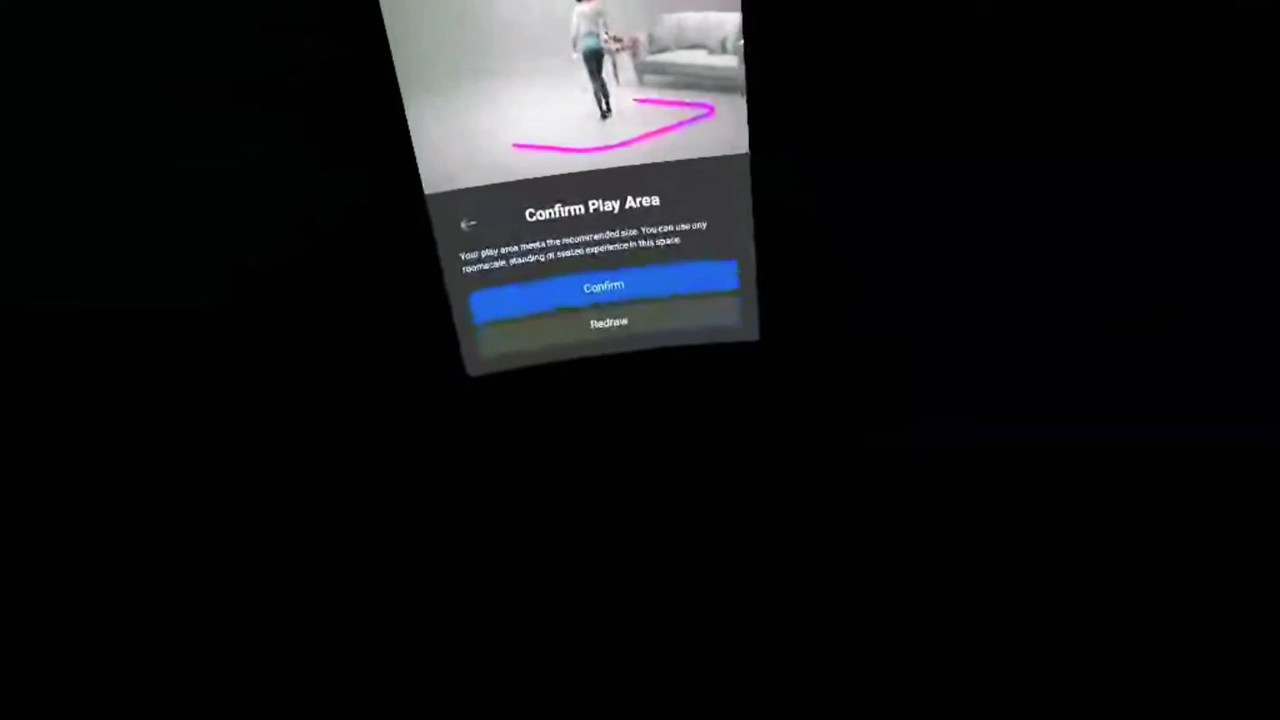 Confirm Play Area
Your play area meets the recommended size. You can use any
roomscale, standing or seated experience in this space.
Confirm
Redraw